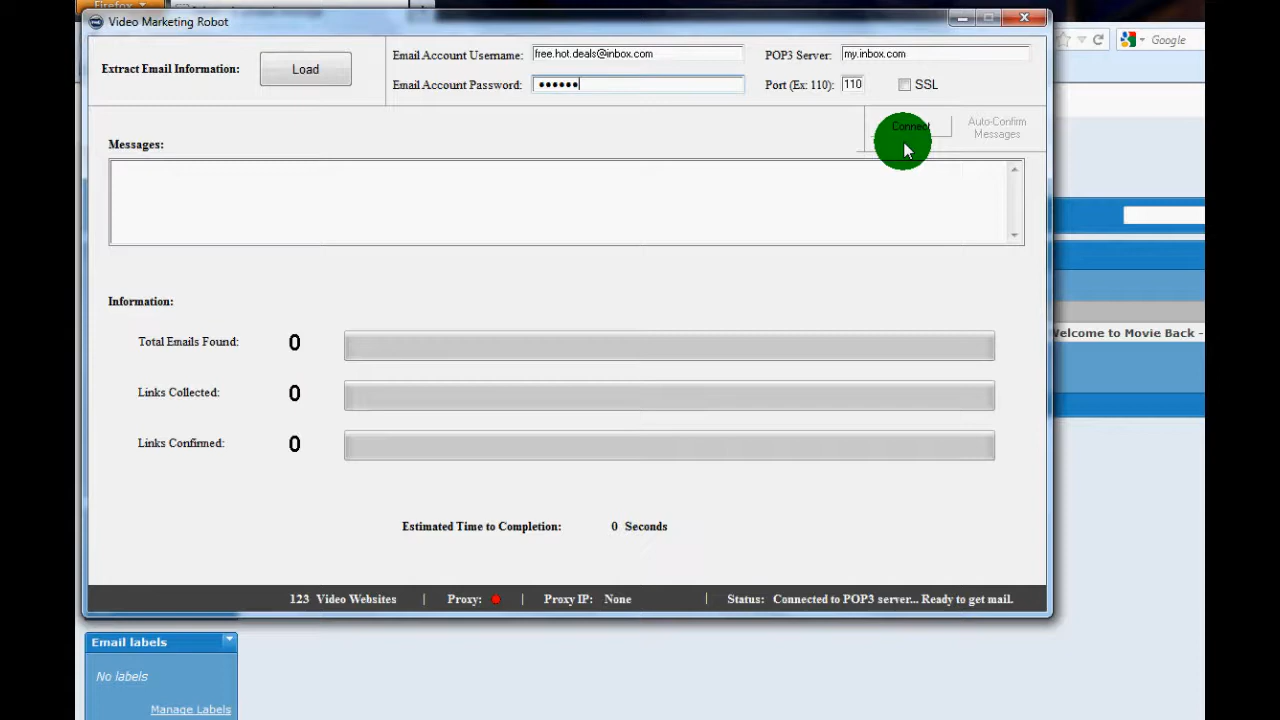 Firefox
Video Marketing Robot
Extract Email Information:
Load
Email Account Username:
free.hot.deals@inbox.com
POP3 Server:
my.inbox.com
Email Account Password:
••••••
Port (Ex: 110):
110
SSL
Google
Connect
Auto-Confirm
Messages
Messages:
Information:
Total Emails Found:
0
Welcome to Movie Back -
Links Collected:
0
Links Confirmed:
0
Estimated Time to Completion:
0 Seconds
123 Video Websites | Proxy: | Proxy IP: None | Status: Connected to POP3 server... Ready to get mail.
Email labels
No labels
Manage Labels